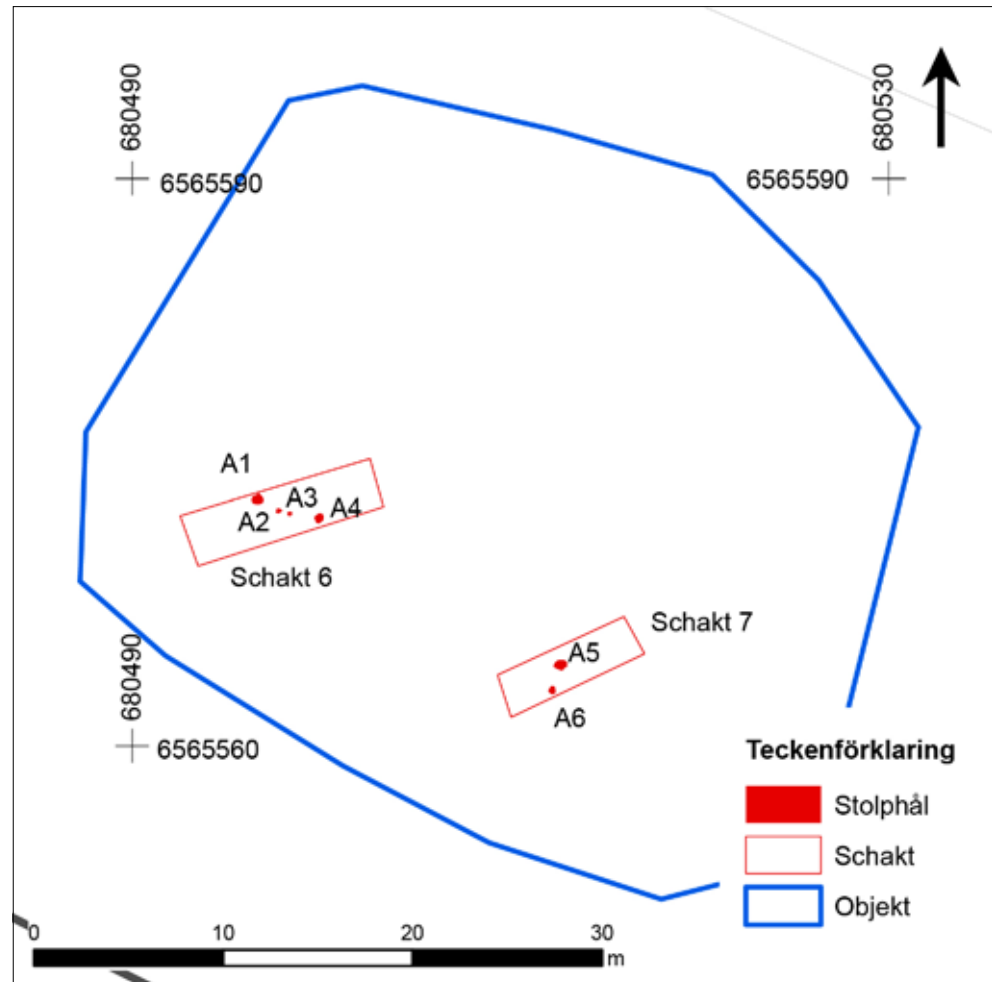 680490
680530
6565590
6565590
A1
A3
A2
A4
Schakt 6
Schakt 7
A5
A6
680490
6565560
Teckenförklaring
Stolphål
Schakt
Objekt
0 10 20 30
m